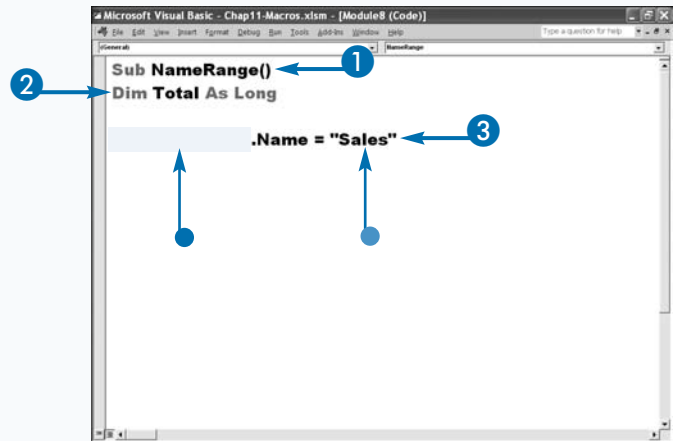 Microsoft Visual Basic - Chap11-Macros.xlsm - [Module8 (Code)]
File Edit View Insert Format Debug Run Tools Add-Ins Window Help Type a question for help
(General) NameRange
Sub NameRange() 1
2 Dim Total As Long
.Name = "Sales" 3